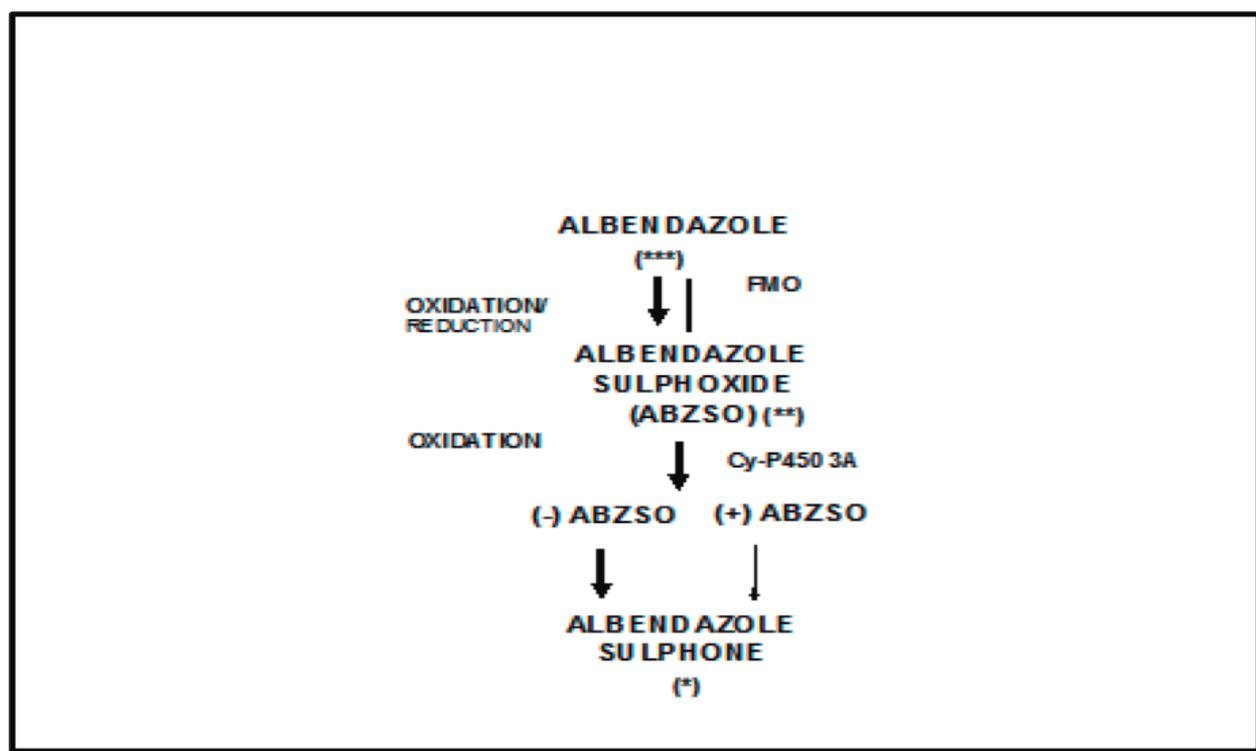 ALBENDAZOLE
(***)
FMO
OXIDATION/
REDUCTION
ALBENDAZOLE
SULPHOXIDE
(ABZSO) (**)
OXIDATION
Cy-P450 3A
(-) ABZSO (+) ABZSO
ALBENDAZOLE
SULPHONE
(*)